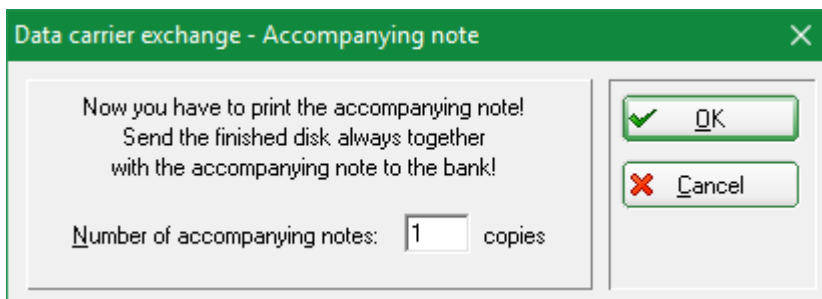 Data carrier exchange - Accompanying note
Now you have to print the accompanying note!
Send the finished disk always together
with the accompanying note to the bank!
Number of accompanying notes: 1 copies
OK
Cancel